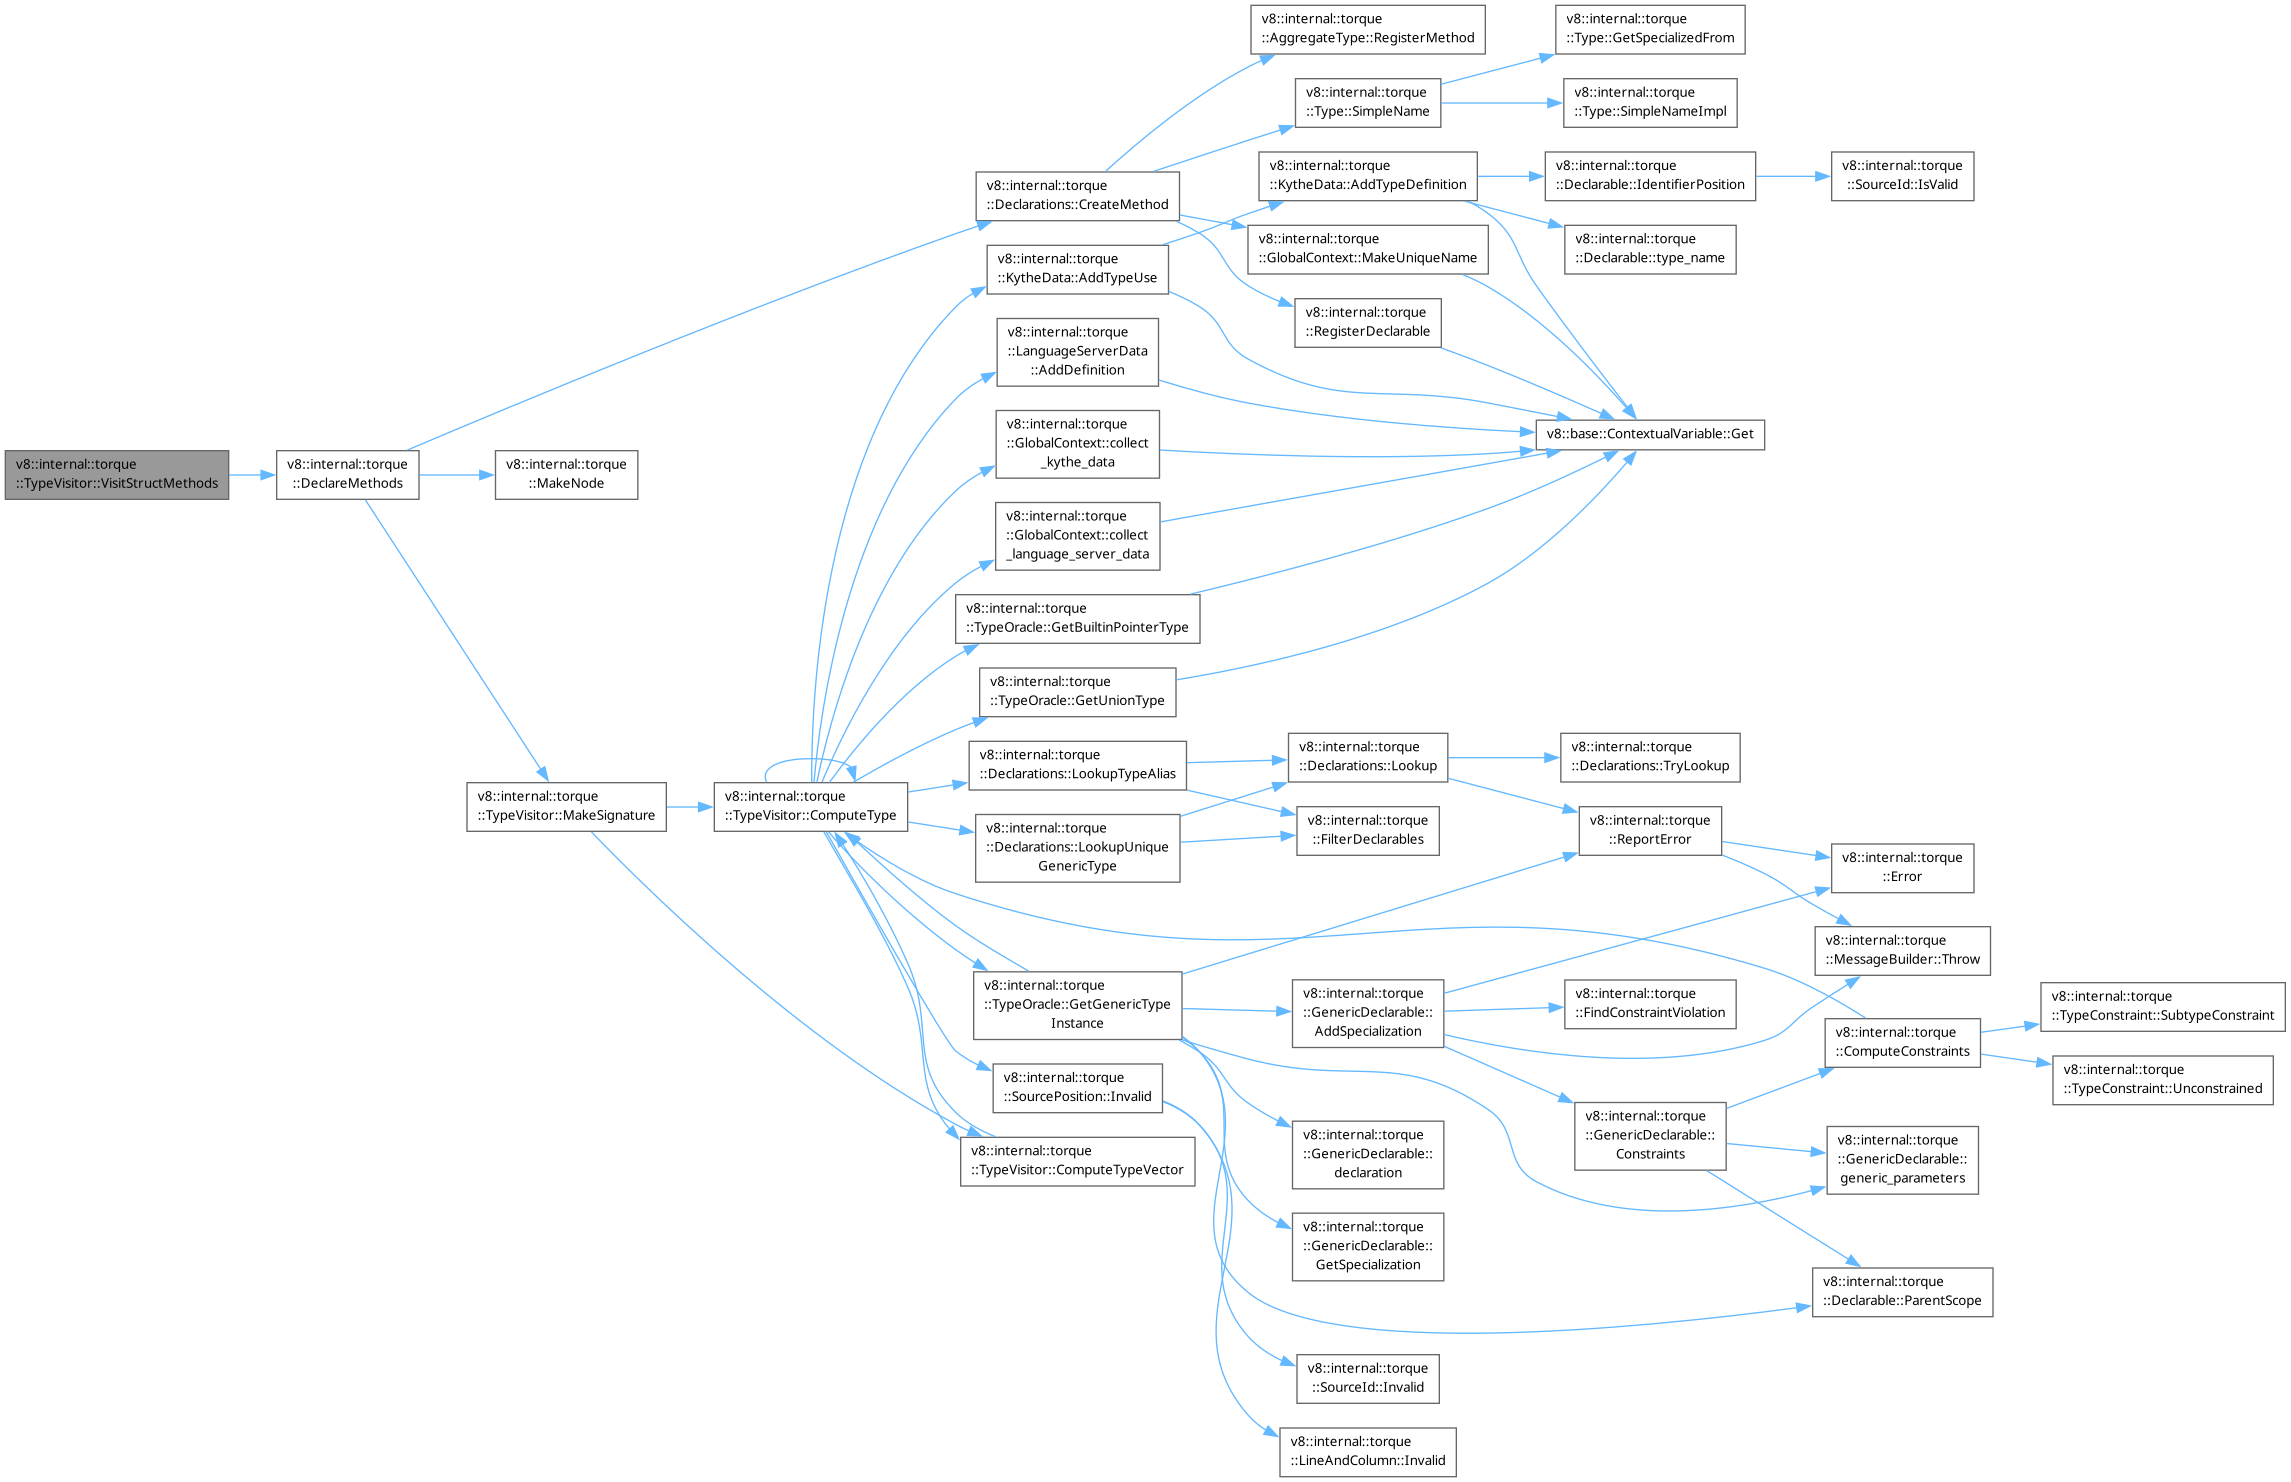 v8::internal::torque
::TypeVisitor::VisitStructMethods
v8::internal::torque
::DeclareMethods
v8::internal::torque
::MakeNode
v8::internal::torque
::TypeVisitor::MakeSignature
v8::internal::torque
::TypeVisitor::ComputeType
v8::internal::torque
::Declarations::CreateMethod
v8::internal::torque
::KytheData::AddTypeUse
v8::internal::torque
::LanguageServerData
::AddDefinition
v8::internal::torque
::GlobalContext::collect
_kythe_data
v8::internal::torque
::GlobalContext::collect
_language_server_data
v8::internal::torque
::TypeOracle::GetBuiltinPointerType
v8::internal::torque
::TypeOracle::GetUnionType
v8::internal::torque
::Declarations::LookupTypeAlias
v8::internal::torque
::Declarations::LookupUnique
GenericType
v8::internal::torque
::TypeOracle::GetGenericType
Instance
v8::internal::torque
::SourcePosition::Invalid
v8::internal::torque
::TypeVisitor::ComputeTypeVector
v8::internal::torque
::AggregateType::RegisterMethod
v8::internal::torque
::Type::SimpleName
v8::internal::torque
::KytheData::AddTypeDefinition
v8::internal::torque
::GlobalContext::MakeUniqueName
v8::internal::torque
::RegisterDeclarable
v8::internal::torque
::Declarations::Lookup
v8::internal::torque
::FilterDeclarables
v8::internal::torque
::GenericDeclarable::
AddSpecialization
v8::internal::torque
::GenericDeclarable::
declaration
v8::internal::torque
::GenericDeclarable::
GetSpecialization
v8::internal::torque
::SourceId::Invalid
v8::internal::torque
::LineAndColumn::Invalid
v8::internal::torque
::Type::GetSpecializedFrom
v8::internal::torque
::Type::SimpleNameImpl
v8::internal::torque
::Declarable::IdentifierPosition
v8::internal::torque
::Declarable::type_name
v8::base::ContextualVariable::Get
v8::internal::torque
::Declarations::TryLookup
v8::internal::torque
::ReportError
v8::internal::torque
::FindConstraintViolation
v8::internal::torque
::GenericDeclarable::
Constraints
v8::internal::torque
::SourceId::IsValid
v8::internal::torque
::Error
v8::internal::torque
::MessageBuilder::Throw
v8::internal::torque
::ComputeConstraints
v8::internal::torque
::GenericDeclarable::
generic_parameters
v8::internal::torque
::Declarable::ParentScope
v8::internal::torque
::TypeConstraint::SubtypeConstraint
v8::internal::torque
::TypeConstraint::Unconstrained